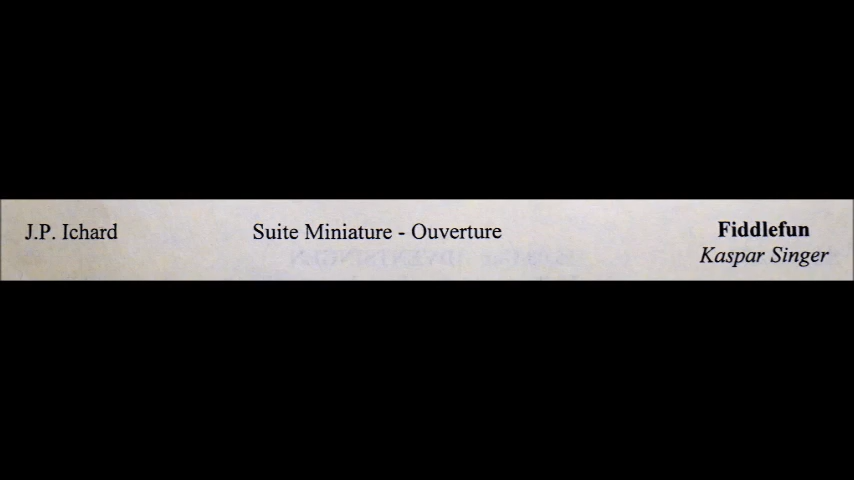 J.P. Ichard Suite Miniature - Ouverture Fiddlefun
Kaspar Singer